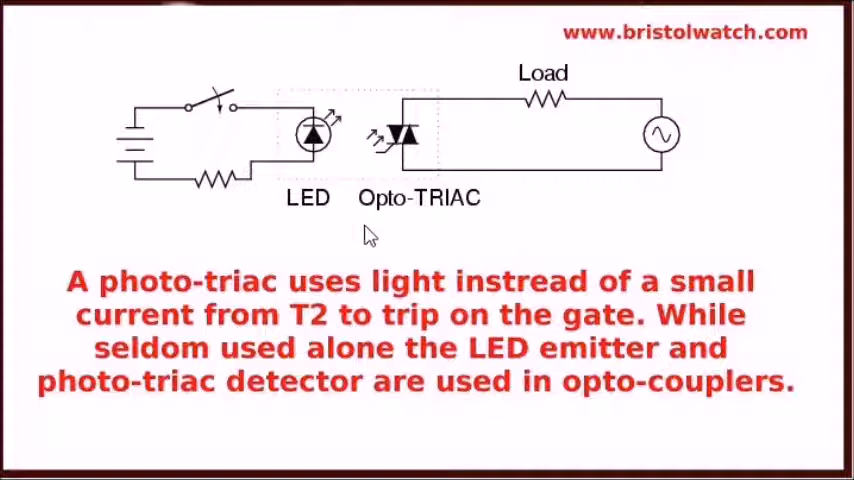 www.bristolwatch.com
Load
LED
Opto-TRIAC
A photo-triac uses light instread of a small
current from T2 to trip on the gate. While
seldom used alone the LED emitter and
photo-triac detector are used in opto-couplers.